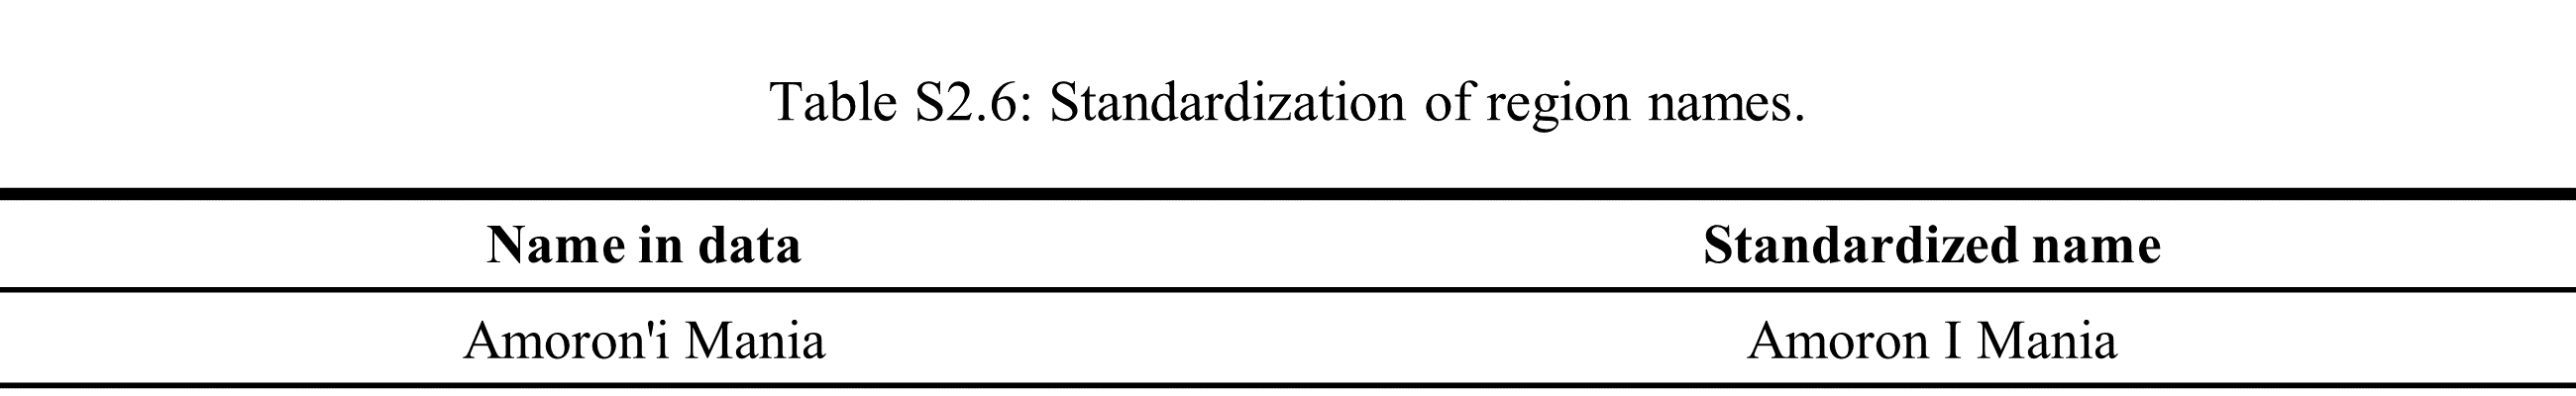 Table S2.6: Standardization of region names.
Name in data Standardized name
Amoron'i Mania Amoron I Mania